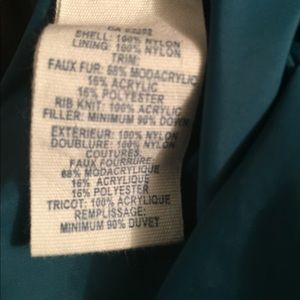 SHELL: 100% NYLON
LINING: 100% NYLON
TRIM:
FAUX FUR: 68% MODACRYLIC
16% ACRYLIC
16% POLYESTER
RIB KNIT: 100% ACRYLIC
FILLER: MINIMUM 90% DOWN
EXTÉRIEUR: 100% NYLON
DOUBLURE: 100% NYLON
COUTURES
FAUX FOURRURE:
68% MODACRYLIQUE
16% ACRYLIQUE
16% POLYESTER
TRICOT: 100% ACRYLIQUE
REMPLISSAGE:
MINIMUM 90% DUVET